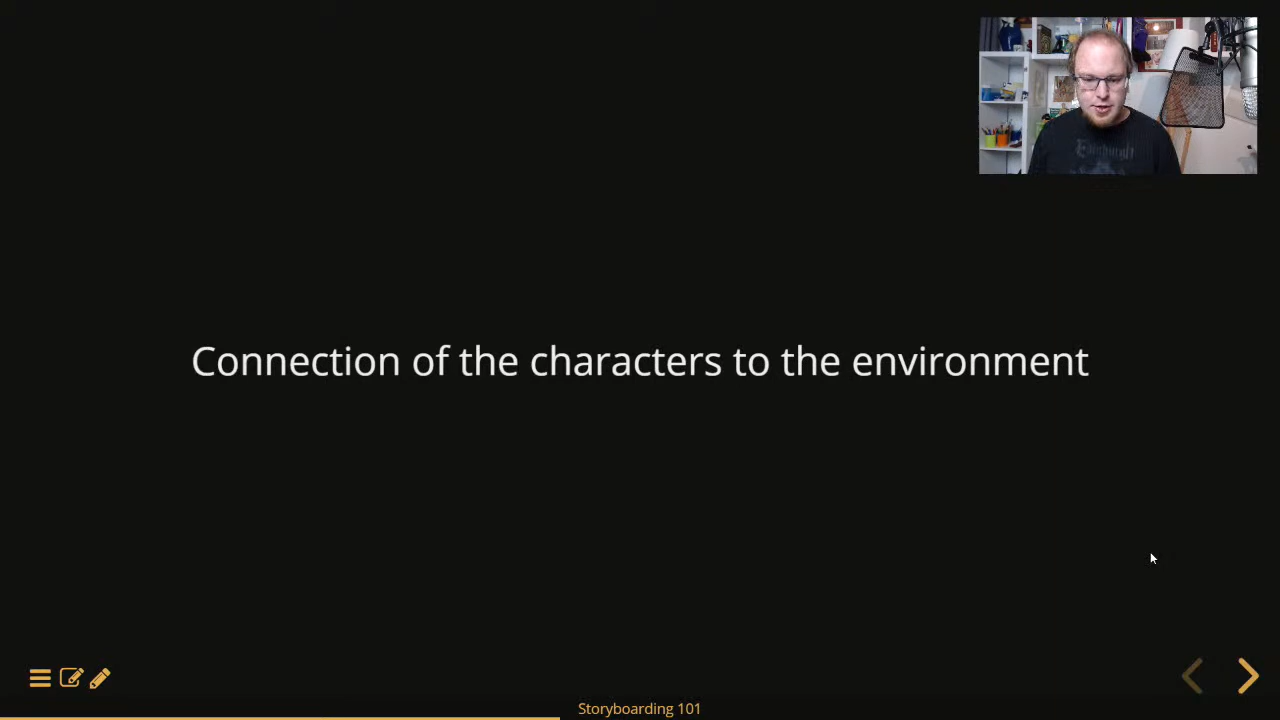 Connection of the characters to the environment
Storyboarding 101